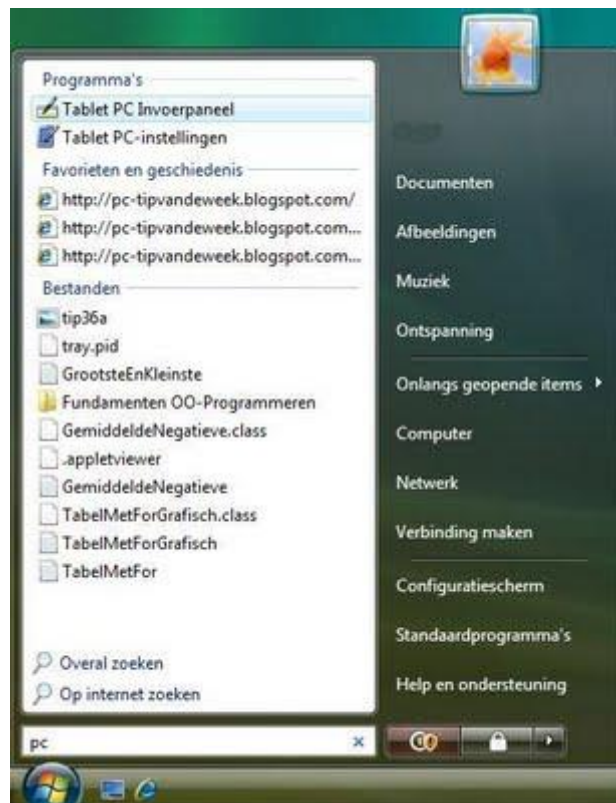 Programma's
Tablet PC Invoerpaneel
Tablet PC-instellingen
Favorieten en geschiedenis
http://pc-tipvandeweek.blogspot.com/
http://pc-tipvandeweek.blogspot.com...
http://pc-tipvandeweek.blogspot.com...
Bestanden
tip36a
tray.pid
GrootsteEnKleinste
Fundamenten OO-Programmeren
GemiddeldeNegatieve.class
.appletviewer
GemiddeldeNegatieve
TabelMetForGrafisch.class
TabelMetForGrafisch
TabelMetFor
Overal zoeken
Op internet zoeken
pc
Documenten
Afbeeldingen
Muziek
Ontspanning
Onlangs geopende items
Computer
Netwerk
Verbinding maken
Configuratiescherm
Standaardprogramma's
Help en ondersteuning